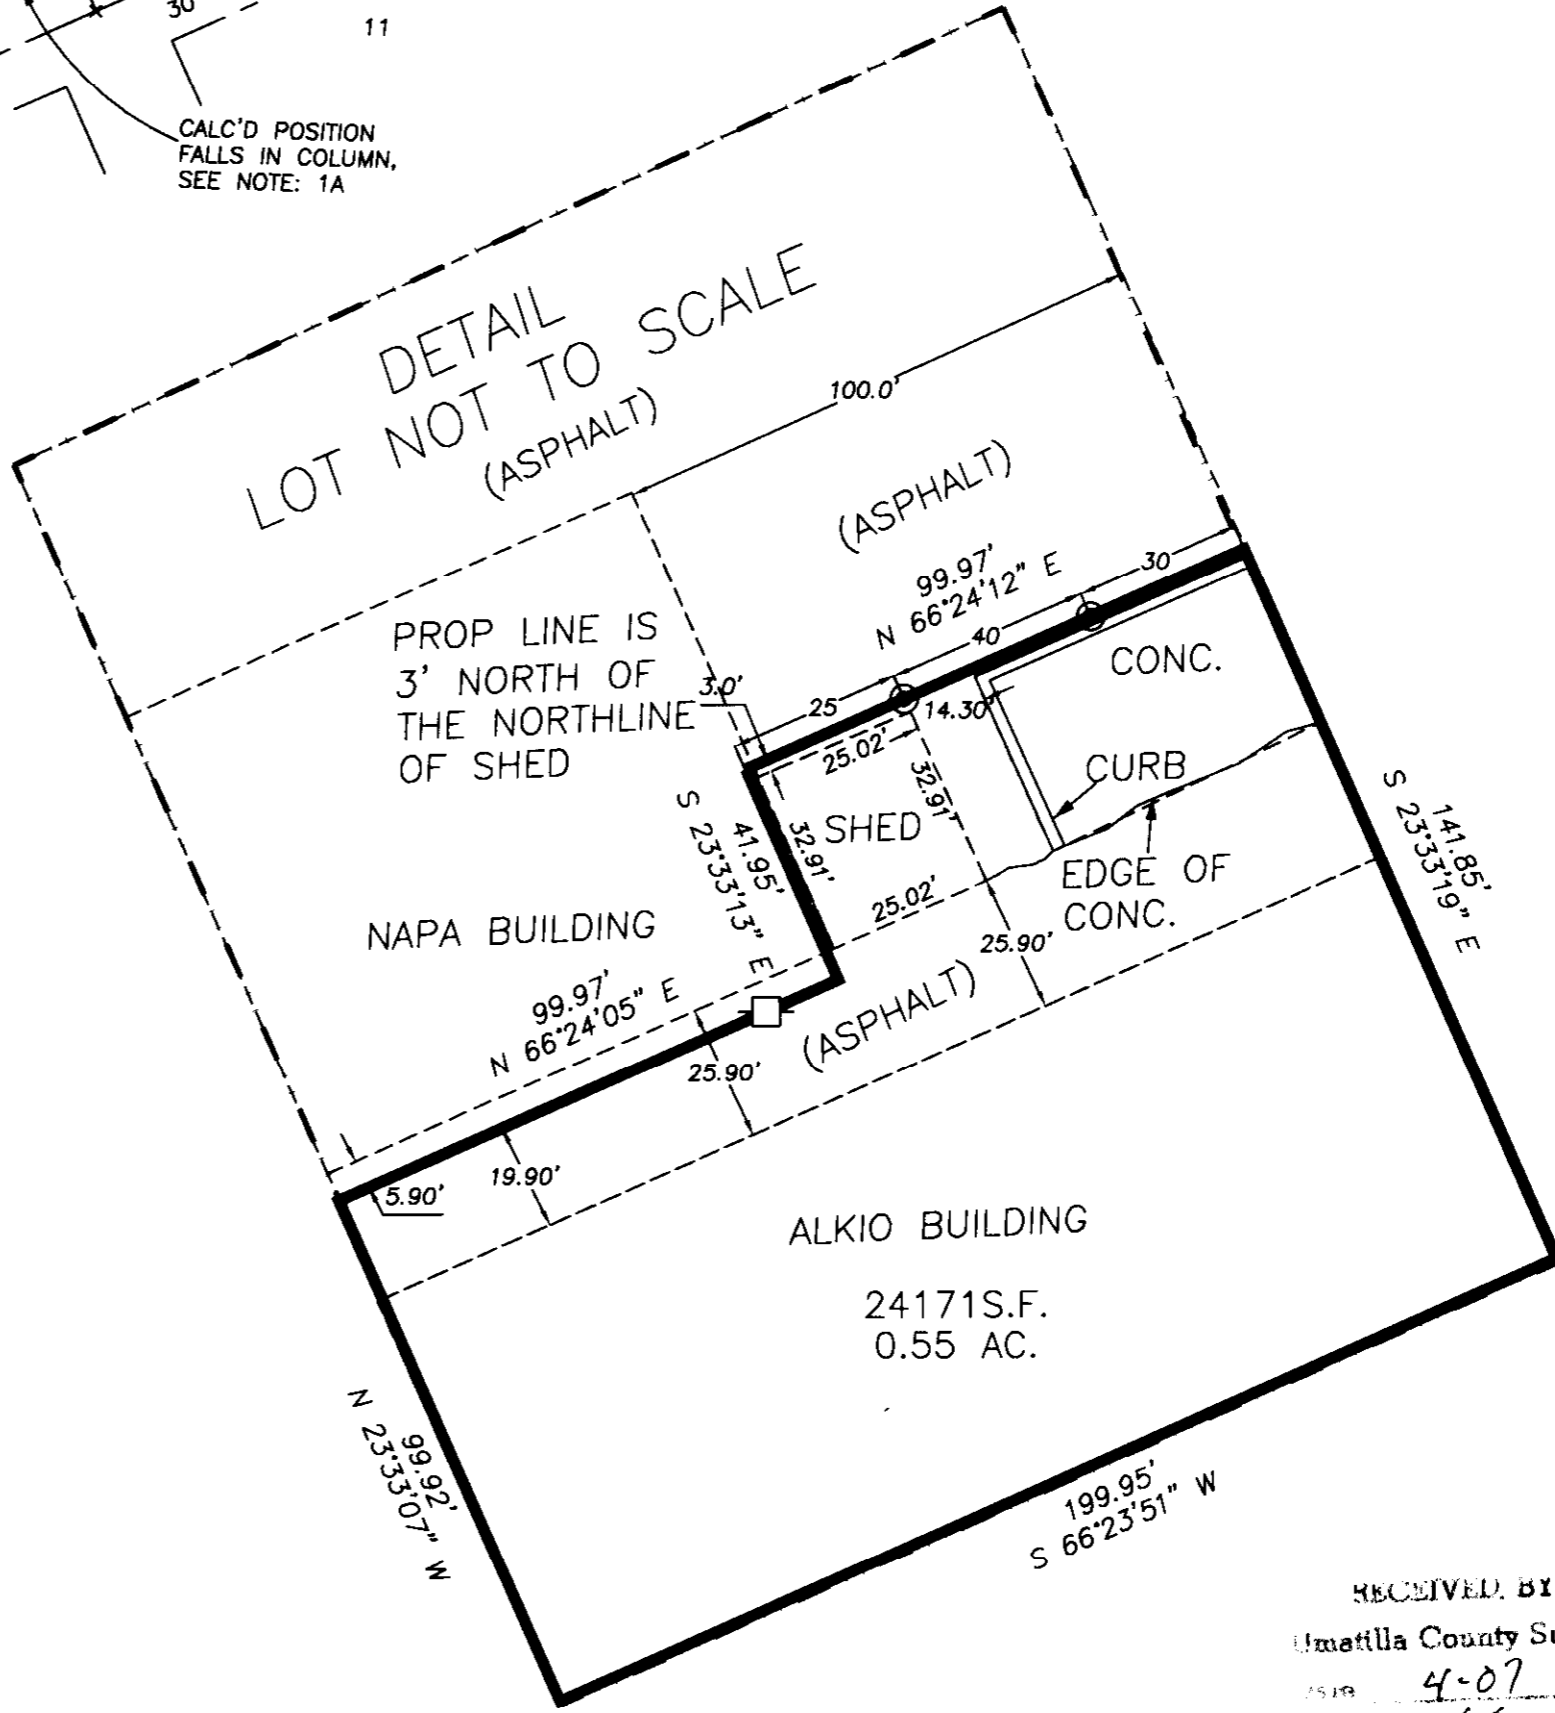 30
11
CALC'D POSITION
FALLS IN COLUMN,
SEE NOTE: 1A
DETAIL
LOT NOT TO SCALE
(ASPHALT)
100.0'
(ASPHALT)
99.97'
N 66°24'12" E
30
40
25
3.0'
PROP LINE IS
3' NORTH OF
THE NORTHLINE
OF SHED
CONC.
14.30'
25.02'
32.91'
CURB
SHED
32.91'
41.95'
S 23°33'13" E
141.85'
S 23°33'19" E
EDGE OF
CONC.
25.02'
25.90'
NAPA BUILDING
99.97'
N 66°24'05" E
(ASPHALT)
25.90'
19.90'
5.90'
ALKIO BUILDING
24171S.F.
0.55 AC.
99.92'
N 23°33'07" W
199.95'
S 66°23'51" W
RECEIVED BY
Umatilla County
4-07